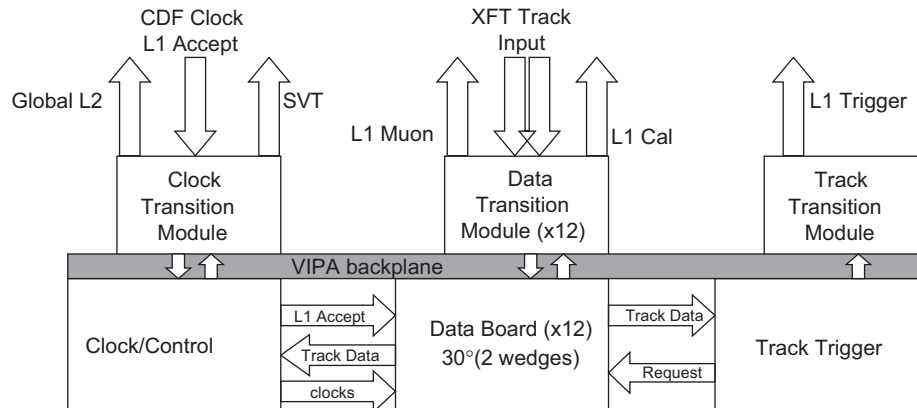 CDF Clock
L1 Accept
XFT Track
Input
Global L2
SVT
L1 Muon
L1 Cal
L1 Trigger
Clock
Transition
Module
Data
Transition
Module (x12)
Track
Transition
Module
VIPA backplane
Clock/Control
L1 Accept
Track Data
clocks
Data Board (x12)
30°(2 wedges)
Track Data
Request
Track Trigger